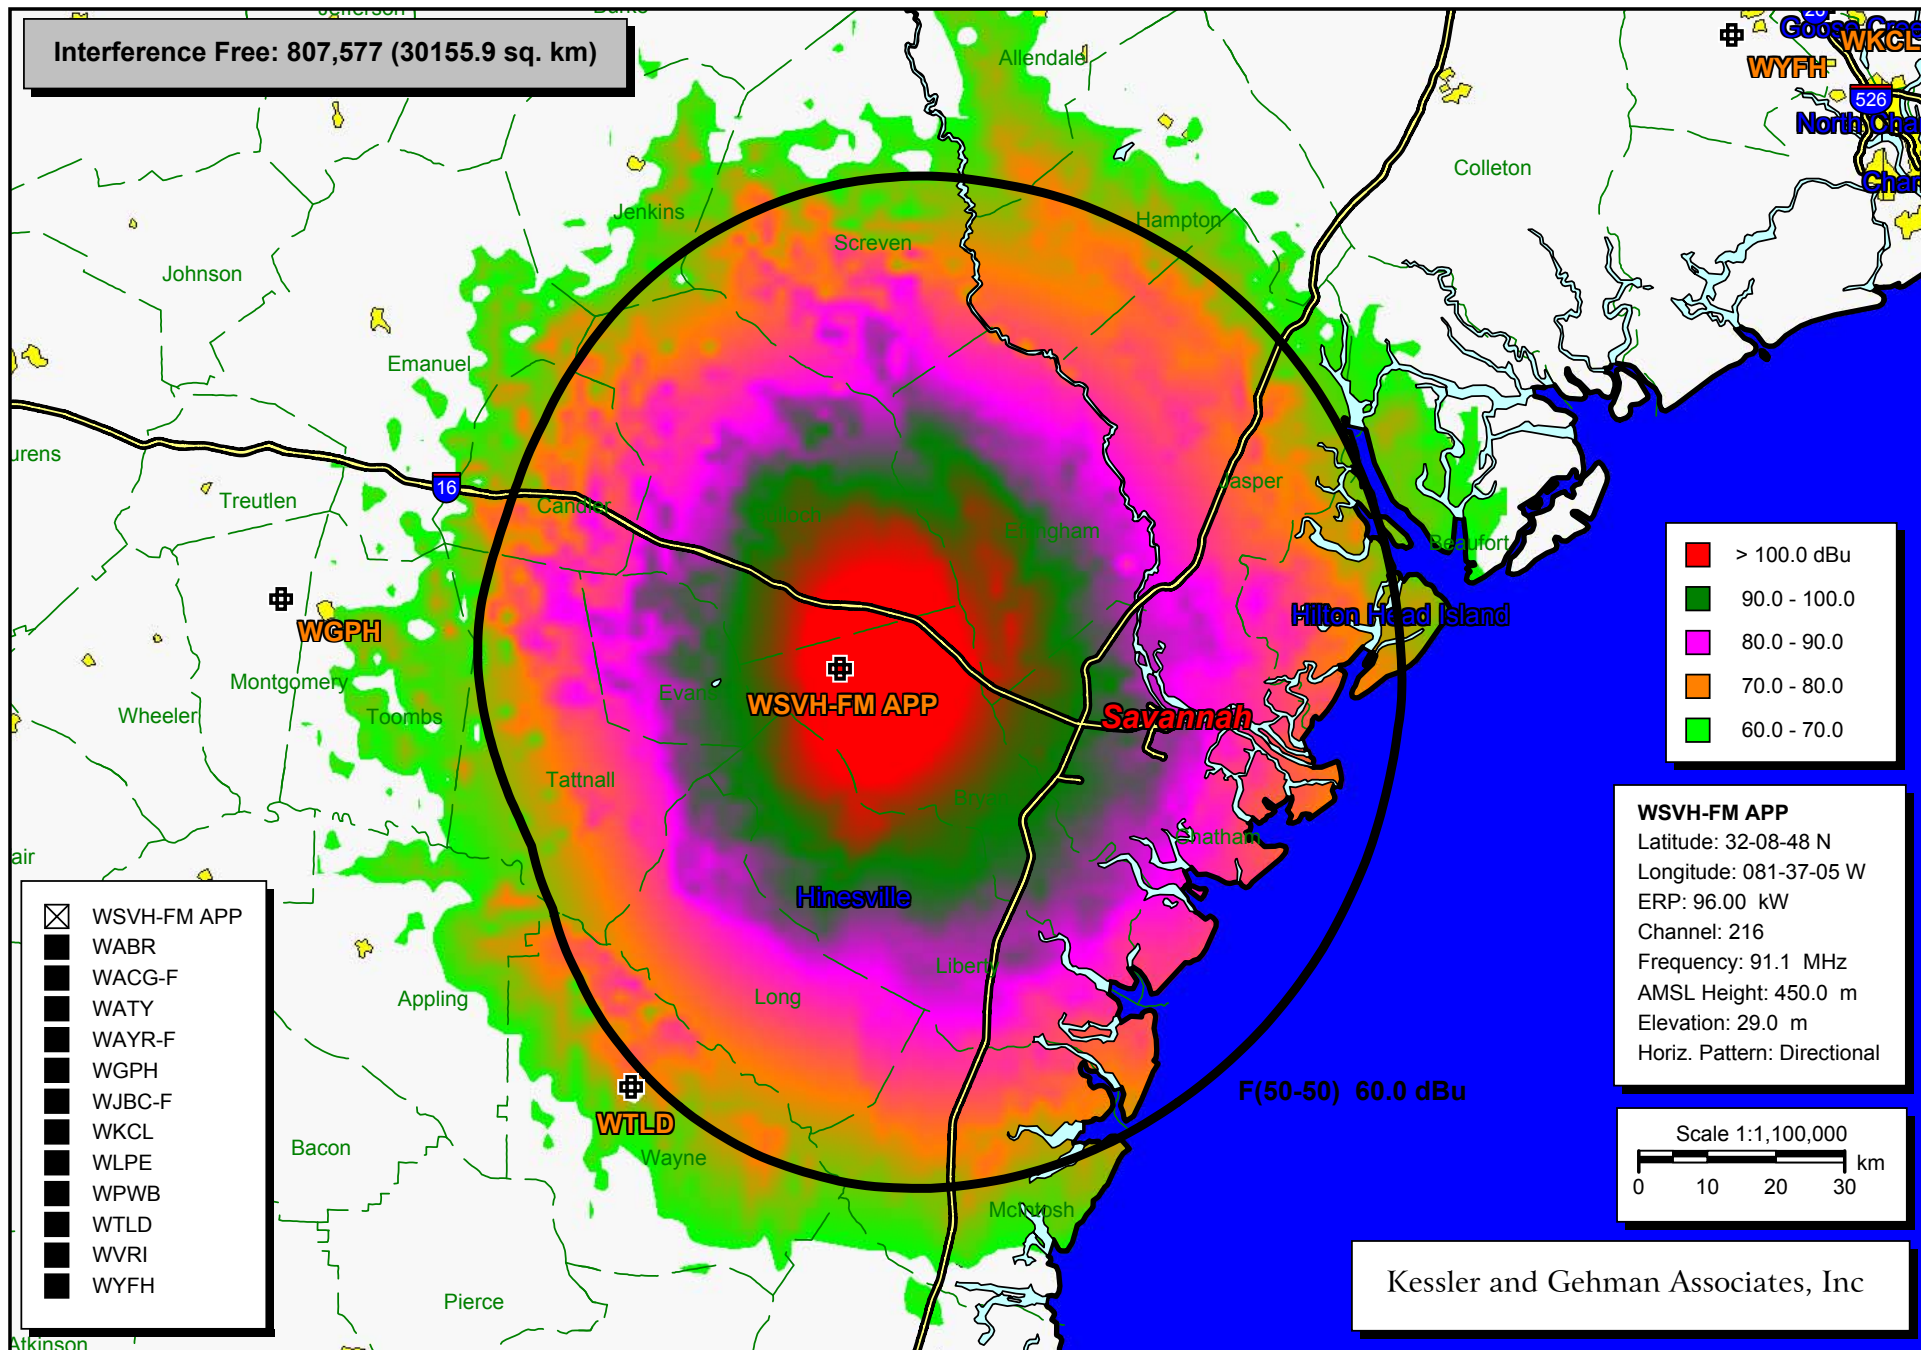 Interference Free: 807,577 (30155.9 sq. km)
Jefferson
Burke
Allendale
26
Goose Cree
WKCL
WYFH
526
North Char
Char
Colleton
Jenkins
Hampton
Screven
Johnson
Emanuel
urens
16
Treutlen
Candler
Jasper
Effingham
Beaufort
> 100.0 dBu
90.0 - 100.0
80.0 - 90.0
70.0 - 80.0
60.0 - 70.0
Hilton Head Island
WGPH
Montgomery
Wheeler
Toombs
Evans
WSVH-FM APP
Savannah
Tattnall
Bry
Chatham
air
Hinesville
Liberty
Long
Appling
WTLD
Wayne
Bacon
McIntosh
Pierce
Atkinson
F(50-50) 60.0 dBu
WSVH-FM APP
Latitude: 32-08-48 N
Longitude: 081-37-05 W
ERP: 96.00 kW
Channel: 216
Frequency: 91.1 MHz
AMSL Height: 450.0 m
Elevation: 29.0 m
Horiz. Pattern: Directional
WSVH-FM APP
WABR
WACG-F
WATY
WAYR-F
WGPH
WJBC-F
WKCL
WLPE
WPWB
WTLD
WVRI
WYFH
Scale 1:1,100,000
km
0 10 20 30
Kessler and Gehman Associates, Inc